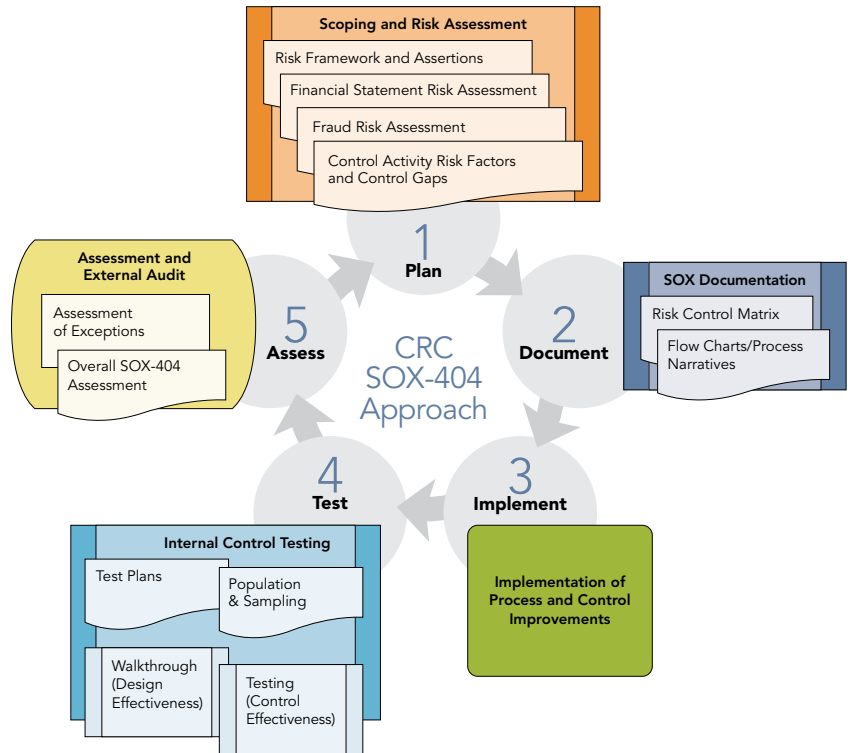 Scoping and Risk Assessment
Risk Framework and Assertions
Financial Statement Risk Assessment
Fraud Risk Assessment
Control Activity Risk Factors
and Control Gaps
1
Plan
SOX Documentation
Risk Control Matrix
Flow Charts/Process
Narratives
2
Document
3
Implement
Implementation of
Process and Control
Improvements
4
Test
Internal Control Testing
Test Plans
Population
& Sampling
Walkthrough
(Design
Effectiveness)
Testing
(Control
Effectiveness)
5
Assess
Assessment and
External Audit
Assessment
of Exceptions
Overall SOX-404
Assessment
CRC
SOX-404
Approach